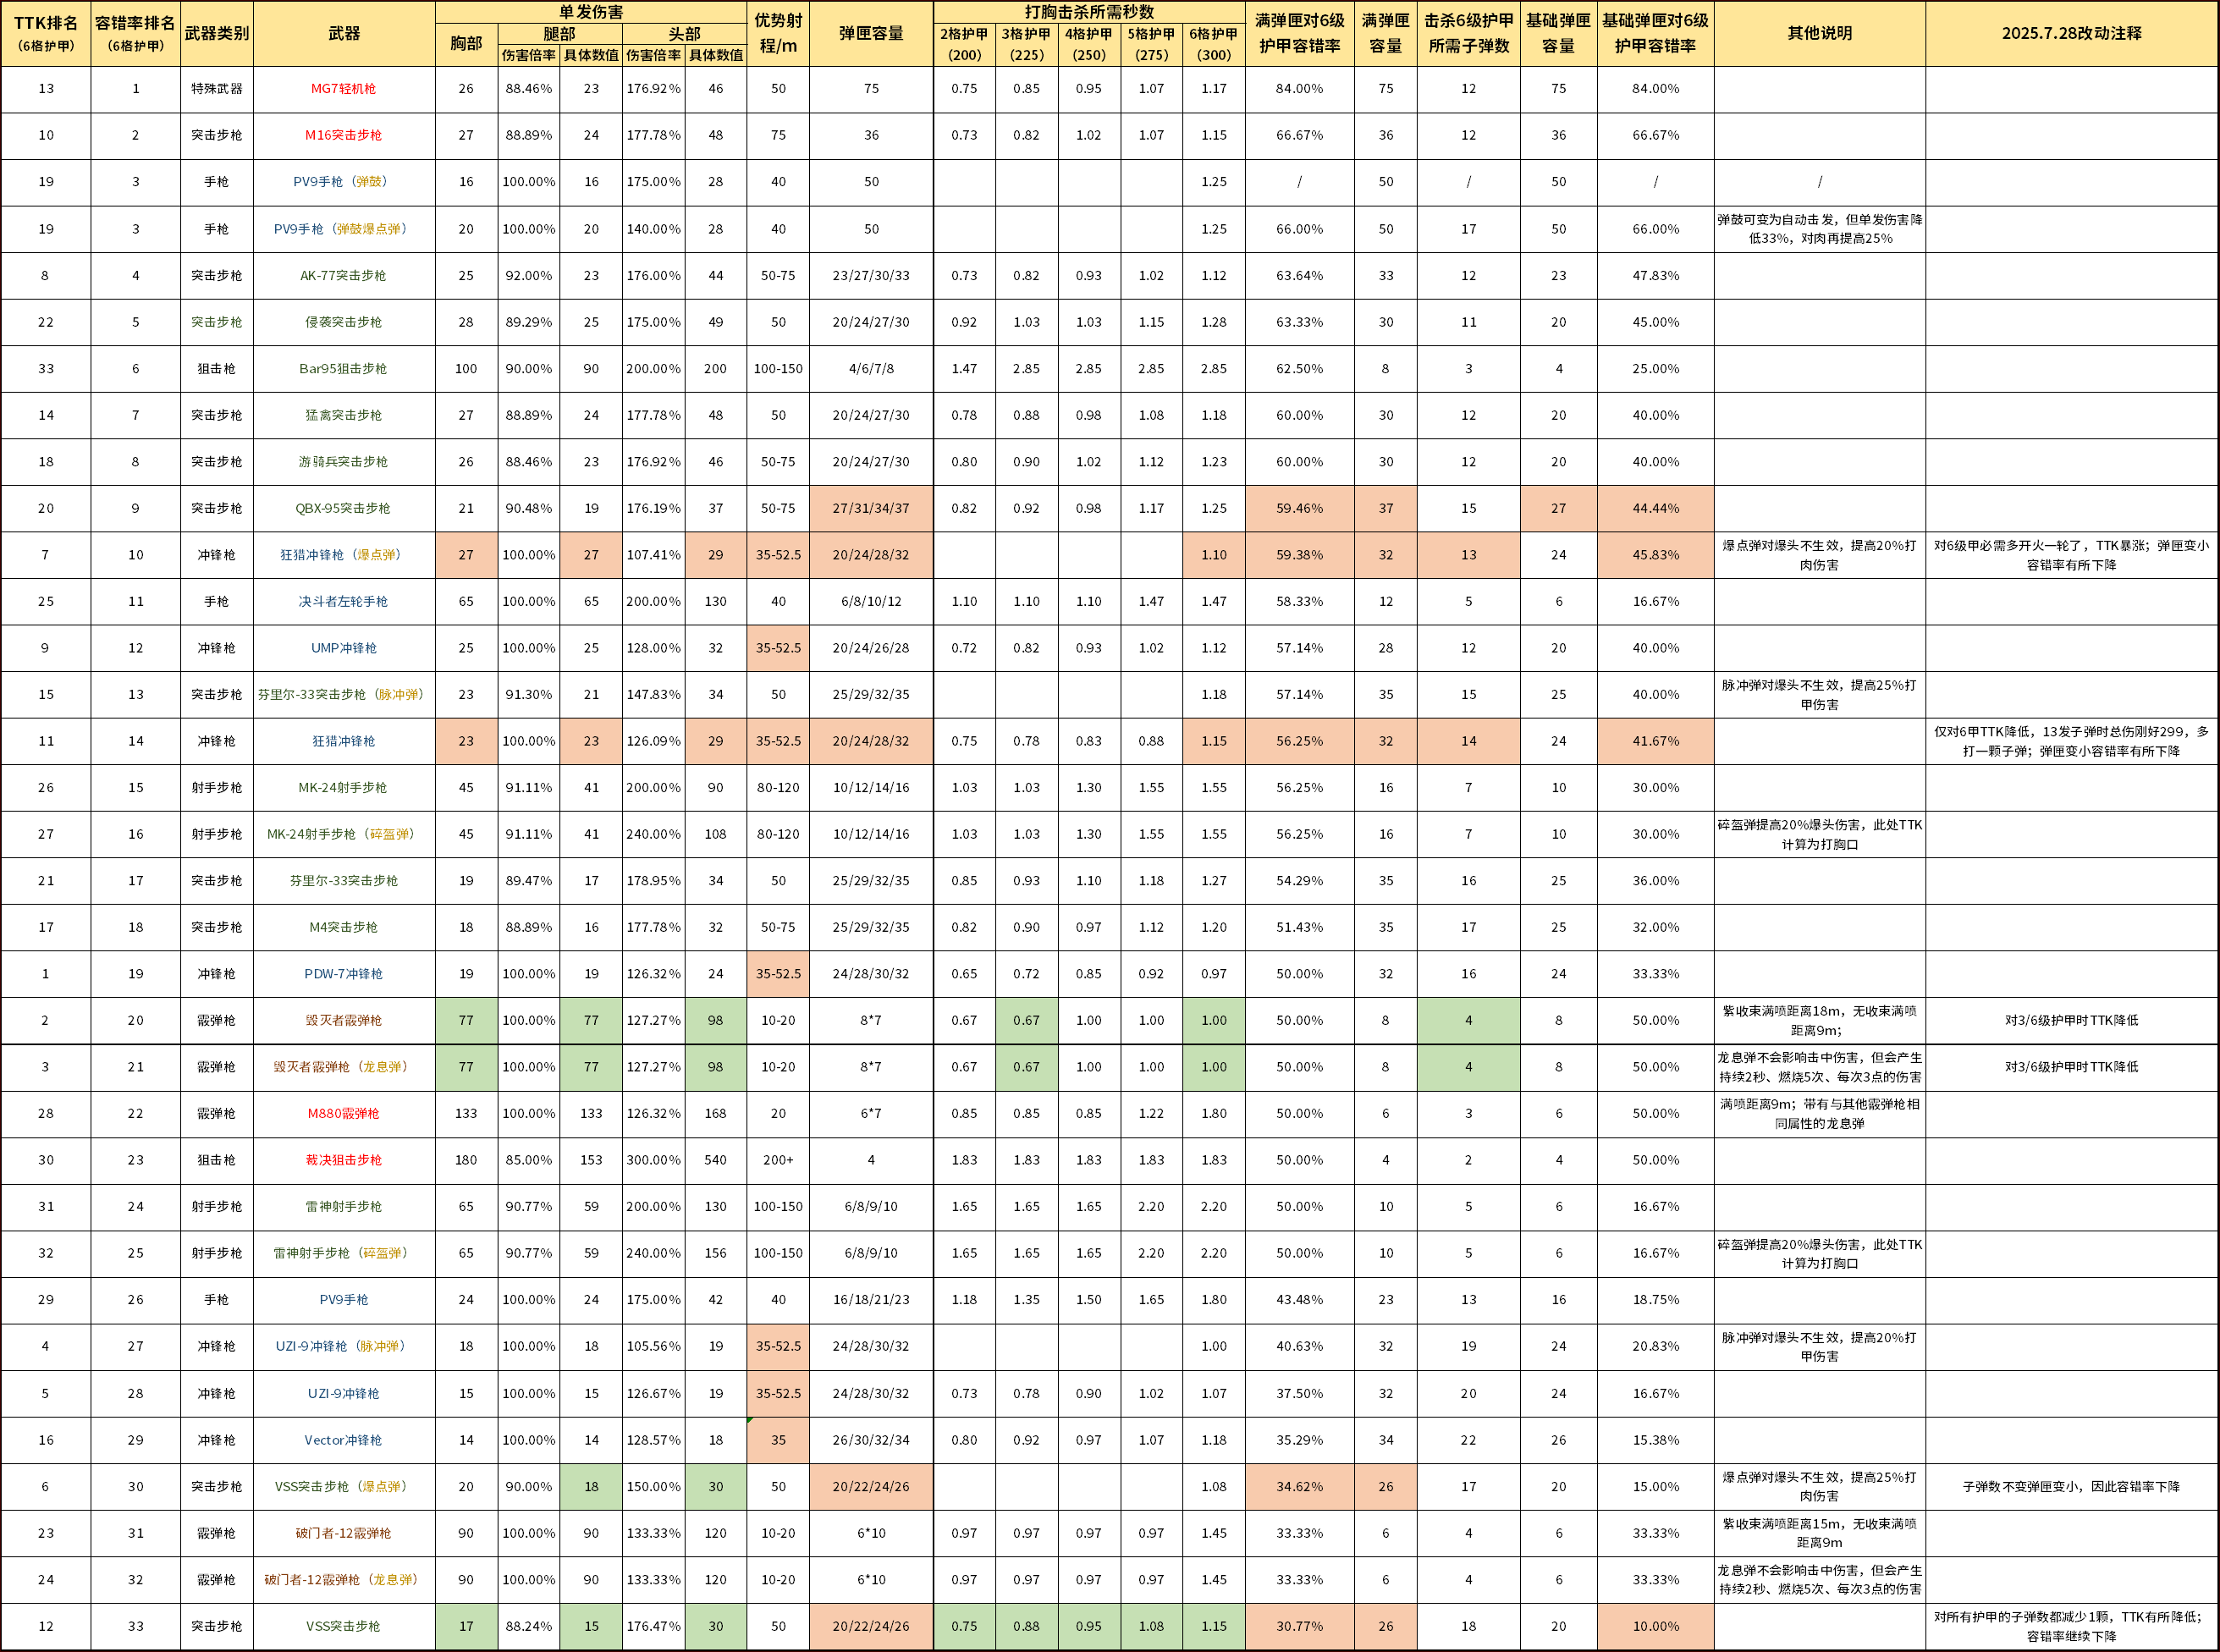 TTK排名 容错率排名 武器类别 武器 单发伤害 优势射 弹匣容量 打胸击杀所需秒数 满弹匣对6级 满弹匣 击杀6级护甲 基础弹匣 基础弹匣对6级 其他说明 2025.7.28改动注释
（6格护甲） （6格护甲） 胸部 腿部 头部 程/m 2格护甲 3格护甲 4格护甲 5格护甲 6格护甲 护甲容错率 容量 所需子弹数 容量 护甲容错率
伤害倍率 具体数值 伤害倍率 具体数值 （200） （225） （250） （275） （300）
13 1 特殊武器 MG7轻机枪 26 88.46% 23 176.92% 46 50 75 0.75 0.85 0.95 1.07 1.17 84.00% 75 12 75 84.00%
10 2 突击步枪 M16突击步枪 27 88.89% 24 177.78% 48 75 36 0.73 0.82 1.02 1.07 1.15 66.67% 36 12 36 66.67%
19 3 手枪 PV9手枪（弹鼓） 16 100.00% 16 175.00% 28 40 50 1.25 / 50 / 50 / /
19 3 手枪 PV9手枪（弹鼓爆点弹） 20 100.00% 20 140.00% 28 40 50 1.25 66.00% 50 17 50 66.00% 弹鼓可变为自动击发，但单发伤害降
低33%，对肉再提高25%
8 4 突击步枪 AK-77突击步枪 25 92.00% 23 176.00% 44 50-75 23/27/30/33 0.73 0.82 0.93 1.02 1.12 63.64% 33 12 23 47.83%
22 5 突击步枪 侵袭突击步枪 28 89.29% 25 175.00% 49 50 20/24/27/30 0.92 1.03 1.03 1.15 1.28 63.33% 30 11 20 45.00%
33 6 狙击枪 Bar95狙击步枪 100 90.00% 90 200.00% 200 100-150 4/6/7/8 1.47 2.85 2.85 2.85 2.85 62.50% 8 3 4 25.00%
14 7 突击步枪 猛禽突击步枪 27 88.89% 24 177.78% 48 50 20/24/27/30 0.78 0.88 0.98 1.08 1.18 60.00% 30 12 20 40.00%
18 8 突击步枪 游骑兵突击步枪 26 88.46% 23 176.92% 46 50-75 20/24/27/30 0.80 0.90 1.02 1.12 1.23 60.00% 30 12 20 40.00%
20 9 突击步枪 QBX-95突击步枪 21 90.48% 19 176.19% 37 50-75 27/31/34/37 0.82 0.92 0.98 1.17 1.25 59.46% 37 15 27 44.44%
7 10 冲锋枪 狂猎冲锋枪（爆点弹） 27 100.00% 27 107.41% 29 35-52.5 20/24/28/32 1.10 59.38% 32 13 24 45.83% 爆点弹对爆头不生效，提高20%打 对6级甲必需多开火一轮了，TTK暴涨；弹匣变小
肉伤害 容错率有所下降
25 11 手枪 决斗者左轮手枪 65 100.00% 65 200.00% 130 40 6/8/10/12 1.10 1.10 1.10 1.47 1.47 58.33% 12 5 6 16.67%
9 12 冲锋枪 UMP冲锋枪 25 100.00% 25 128.00% 32 35-52.5 20/24/26/28 0.72 0.82 0.93 1.02 1.12 57.14% 28 12 20 40.00%
15 13 突击步枪 芬里尔-33突击步枪（脉冲弹） 23 91.30% 21 147.83% 34 50 25/29/32/35 1.18 57.14% 35 15 25 40.00% 脉冲弹对爆头不生效，提高25%打
甲伤害
11 14 冲锋枪 狂猎冲锋枪 23 100.00% 23 126.09% 29 35-52.5 20/24/28/32 0.75 0.78 0.83 0.88 1.15 56.25% 32 14 24 41.67% 仅对6甲TTK降低，13发子弹时总伤刚好299，多
打一颗子弹；弹匣变小容错率有所下降
26 15 射手步枪 MK-24射手步枪 45 91.11% 41 200.00% 90 80-120 10/12/14/16 1.03 1.03 1.30 1.55 1.55 56.25% 16 7 10 30.00%
27 16 射手步枪 MK-24射手步枪（碎盔弹） 45 91.11% 41 240.00% 108 80-120 10/12/14/16 1.03 1.03 1.30 1.55 1.55 56.25% 16 7 10 30.00% 碎盔弹提高20%爆头伤害，此处TTK
计算为打胸口
21 17 突击步枪 芬里尔-33突击步枪 19 89.47% 17 178.95% 34 50 25/29/32/35 0.85 0.93 1.10 1.18 1.27 54.29% 35 16 25 36.00%
17 18 突击步枪 M4突击步枪 18 88.89% 16 177.78% 32 50-75 25/29/32/35 0.82 0.90 0.97 1.12 1.20 51.43% 35 17 25 32.00%
1 19 冲锋枪 PDW-7冲锋枪 19 100.00% 19 126.32% 24 35-52.5 24/28/30/32 0.65 0.72 0.85 0.92 0.97 50.00% 32 16 24 33.33%
2 20 霰弹枪 毁灭者霰弹枪 77 100.00% 77 127.27% 98 10-20 8*7 0.67 0.67 1.00 1.00 1.00 50.00% 8 4 8 50.00% 紫收束满喷距离18m，无收束满喷 对3/6级护甲时TTK降低
距离9m；
3 21 霰弹枪 毁灭者霰弹枪（龙息弹） 77 100.00% 77 127.27% 98 10-20 8*7 0.67 0.67 1.00 1.00 1.00 50.00% 8 4 8 50.00% 龙息弹不会影响击中伤害，但会产生 对3/6级护甲时TTK降低
持续2秒、燃烧5次、每次3点的伤害
28 22 霰弹枪 M880霰弹枪 133 100.00% 133 126.32% 168 20 6*7 0.85 0.85 0.85 1.22 1.80 50.00% 6 3 6 50.00% 满喷距离9m；带有与其他霰弹枪相
同属性的龙息弹
30 23 狙击枪 裁决狙击步枪 180 85.00% 153 300.00% 540 200+ 4 1.83 1.83 1.83 1.83 1.83 50.00% 4 2 4 50.00%
31 24 射手步枪 雷神射手步枪 65 90.77% 59 200.00% 130 100-150 6/8/9/10 1.65 1.65 1.65 2.20 2.20 50.00% 10 5 6 16.67%
32 25 射手步枪 雷神射手步枪（碎盔弹） 65 90.77% 59 240.00% 156 100-150 6/8/9/10 1.65 1.65 1.65 2.20 2.20 50.00% 10 5 6 16.67% 碎盔弹提高20%爆头伤害，此处TTK
计算为打胸口
29 26 手枪 PV9手枪 24 100.00% 24 175.00% 42 40 16/18/21/23 1.18 1.35 1.50 1.65 1.80 43.48% 23 13 16 18.75%
4 27 冲锋枪 UZI-9冲锋枪（脉冲弹） 18 100.00% 18 105.56% 19 35-52.5 24/28/30/32 1.00 40.63% 32 19 24 20.83% 脉冲弹对爆头不生效，提高20%打
甲伤害
5 28 冲锋枪 UZI-9冲锋枪 15 100.00% 15 126.67% 19 35-52.5 24/28/30/32 0.73 0.78 0.90 1.02 1.07 37.50% 32 20 24 16.67%
16 29 冲锋枪 Vector冲锋枪 14 100.00% 14 128.57% 18 35 26/30/32/34 0.80 0.92 0.97 1.07 1.18 35.29% 34 22 26 15.38%
6 30 突击步枪 VSS突击步枪（爆点弹） 20 90.00% 18 150.00% 30 50 20/22/24/26 1.08 34.62% 26 17 20 15.00% 爆点弹对爆头不生效，提高25%打 子弹数不变弹匣变小，因此容错率下降
肉伤害
23 31 霰弹枪 破门者-12霰弹枪 90 100.00% 90 133.33% 120 10-20 6*10 0.97 0.97 0.97 0.97 1.45 33.33% 6 4 6 33.33% 紫收束满喷距离15m，无收束满喷
距离9m
24 32 霰弹枪 破门者-12霰弹枪（龙息弹） 90 100.00% 90 133.33% 120 10-20 6*10 0.97 0.97 0.97 0.97 1.45 33.33% 6 4 6 33.33% 龙息弹不会影响击中伤害，但会产生
持续2秒、燃烧5次、每次3点的伤害
12 33 突击步枪 VSS突击步枪 17 88.24% 15 176.47% 30 50 20/22/24/26 0.75 0.88 0.95 1.08 1.15 30.77% 26 18 20 10.00% 对所有护甲的子弹数都减少1颗，TTK有所降低；
容错率继续下降